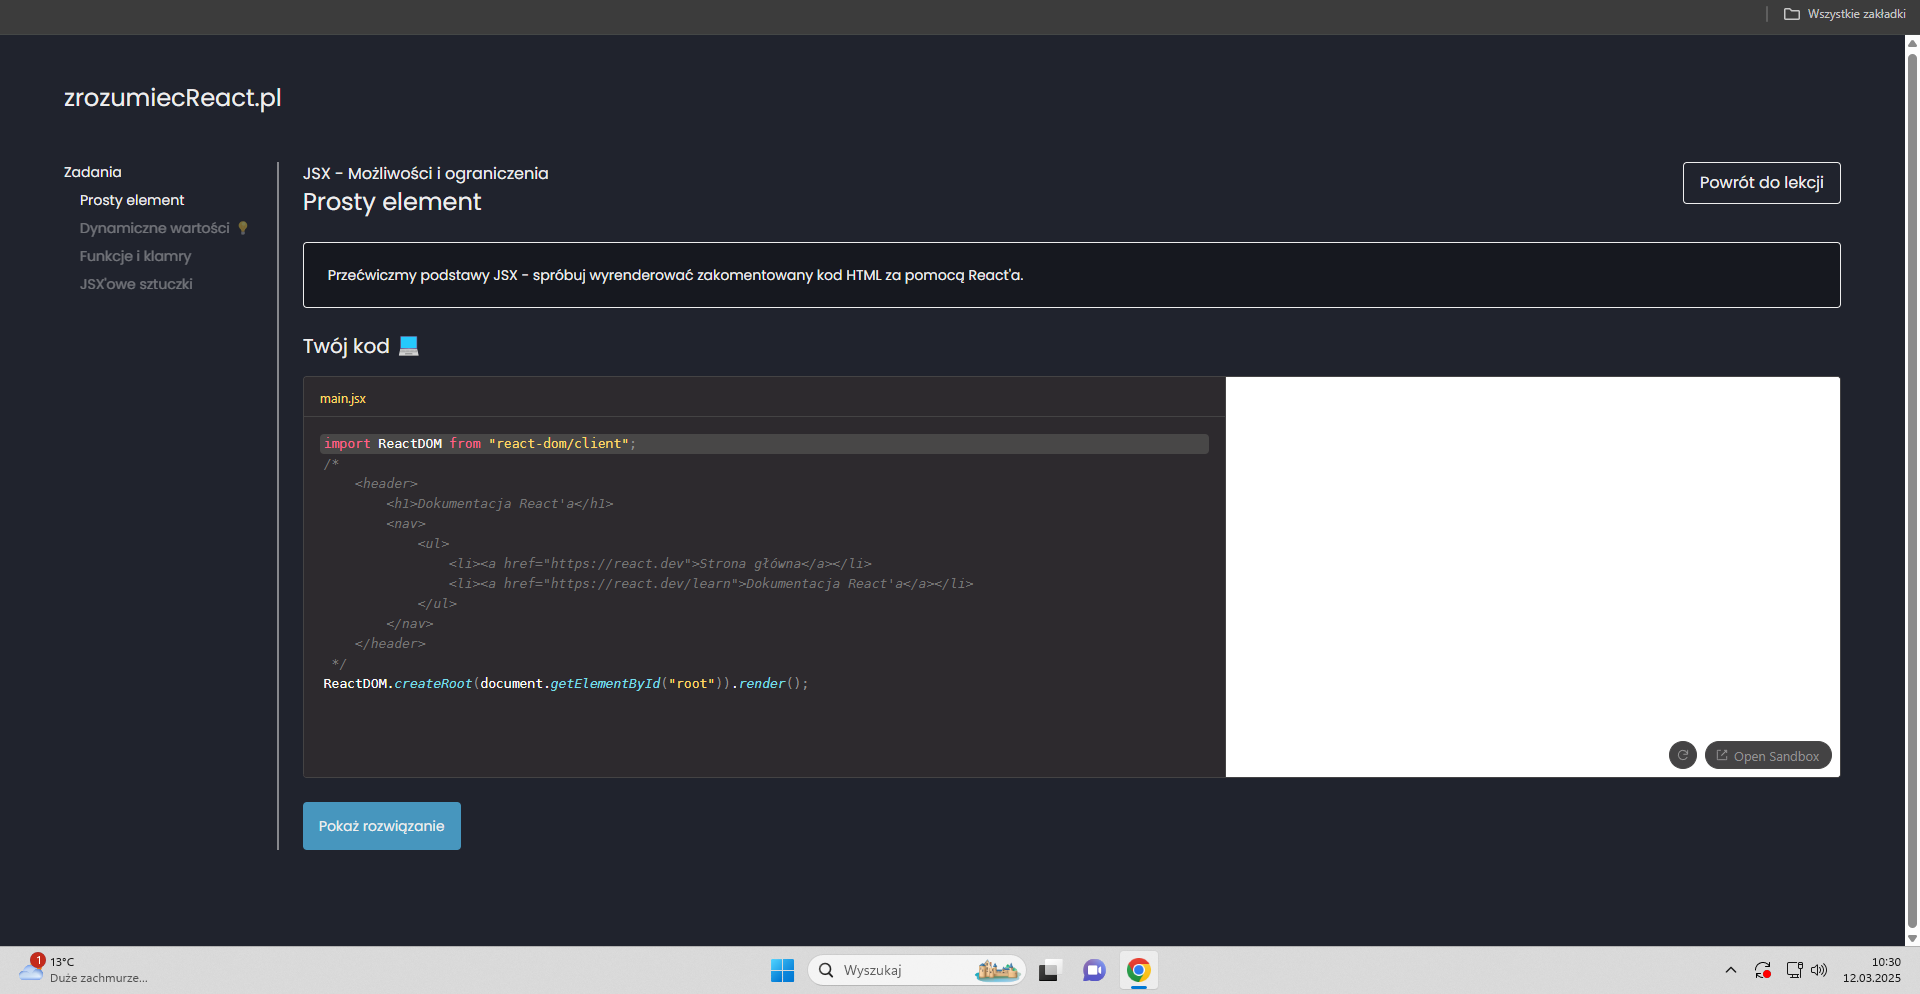 Wszystkie zakładki
zrozumiecReact.pl
Zadania
Prosty element
Dynamiczne wartości
Funkcje i klamry
JSX'owe sztuczki
JSX - Możliwości i ograniczenia
Prosty element
Powrót do lekcji
Przećwiczmy podstawy JSX - spróbuj wyrenderować zakomentowany kod HTML za pomocą React'a.
Twój kod
main.jsx
import ReactDOM from "react-dom/client";
/*
<header>
<h1>Dokumentacja React'a</h1>
<nav>
<ul>
<li><a href="https://react.dev">Strona główna</a></li>
<li><a href="https://react.dev/learn">Dokumentacja React'a</a></li>
</ul>
</nav>
</header>
*/
ReactDOM.createRoot(document.getElementById("root")).render();
Open Sandbox
Pokaż rozwiązanie
1
13°C
Duże zachmurze...
Wyszukaj
10:30
12.03.2025